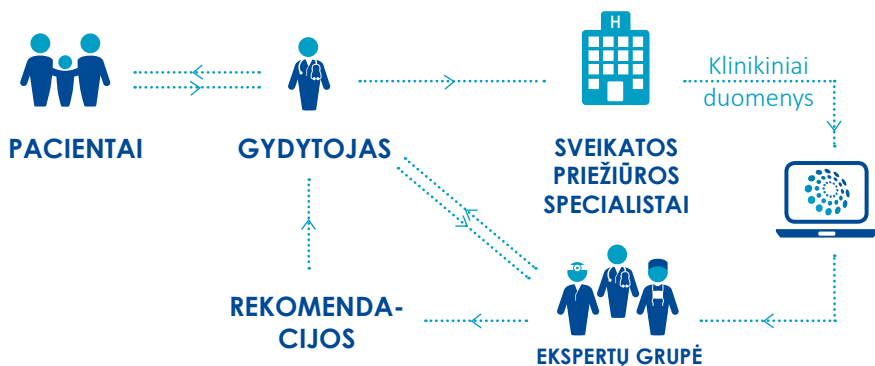 H
Klinikiniai
duomenys
PACIENTAI
GYDYTOJAS
SVEIKATOS
PRIEŽIŪROS
SPECIALISTAI
REKOMENDA-
CIJOS
EKSPERTŲ GRUPĖ